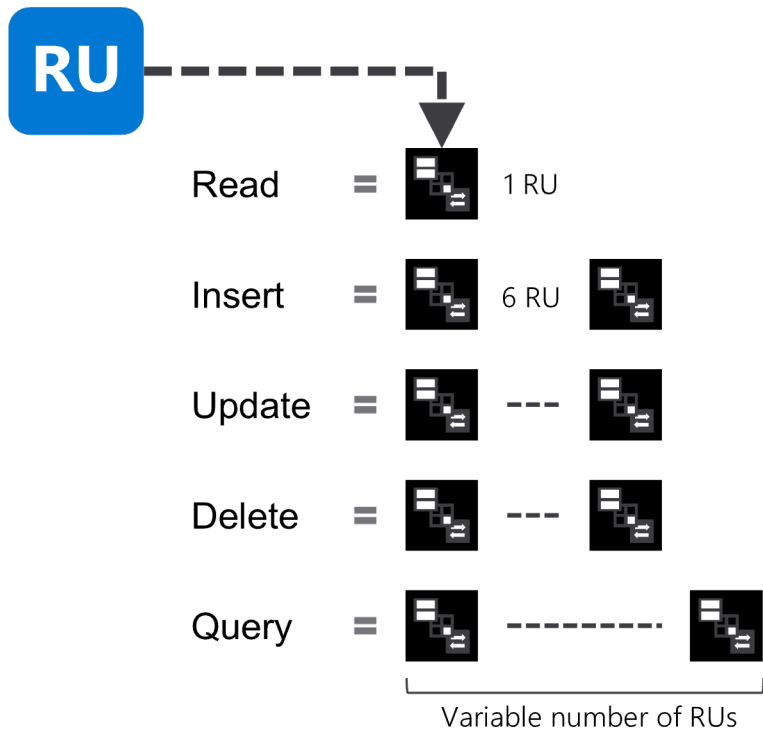 RU
Read = 1 RU
Insert = 6 RU
Update =
Delete =
Query =
Variable number of RUs